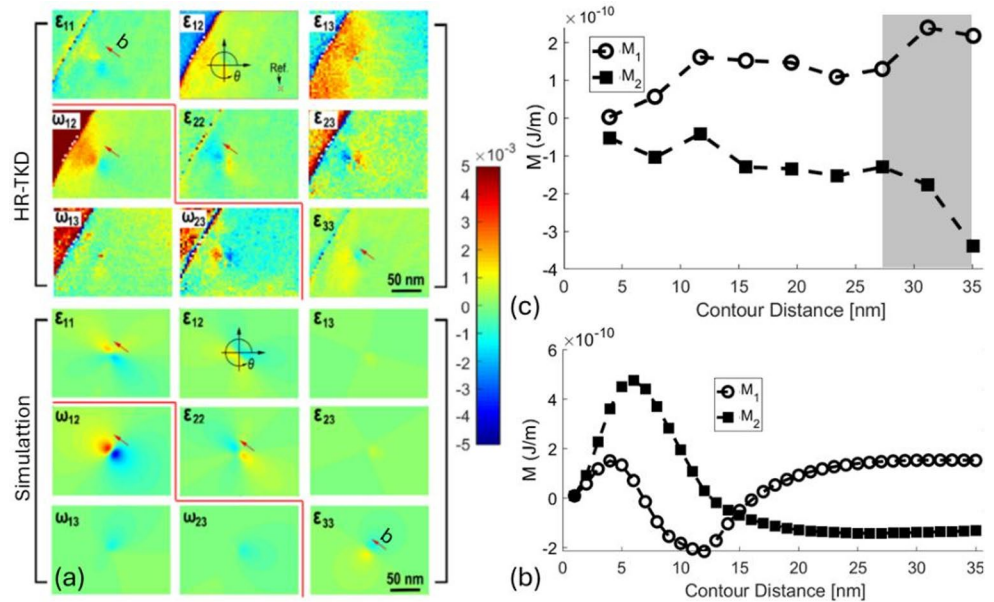 HR-TKD
ε11
b
ε12
θ
Ref.
ε13
ω12
ε22
ε23
ω13
ω23
ε33
50 nm
×10-3
5
4
3
2
1
0
-1
-2
-3
-4
-5
Simulation
ε11
ε12
θ
ε13
ω12
ε22
ε23
ω13
ω23
ε33
b
50 nm
(a)
×10-10
M1
M2
M (J/m)
2
1
0
-1
-2
-3
-4
0 5 10 15 20 25 30 35
Contour Distance [nm]
(c)
×10-10
M1
M2
M (J/m)
6
4
2
0
-2
0 5 10 15 20 25 30 35
Contour Distance [nm]
(b)